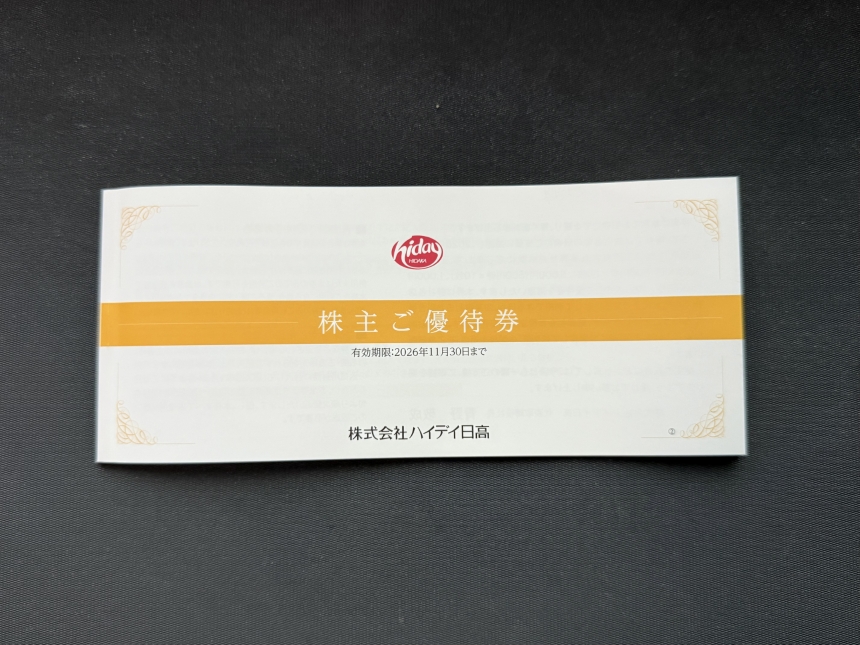 hiday
HIDAKA
株主ご優待券
有効期限:2026年11月30日まで
株式会社ハイデイ日高
②